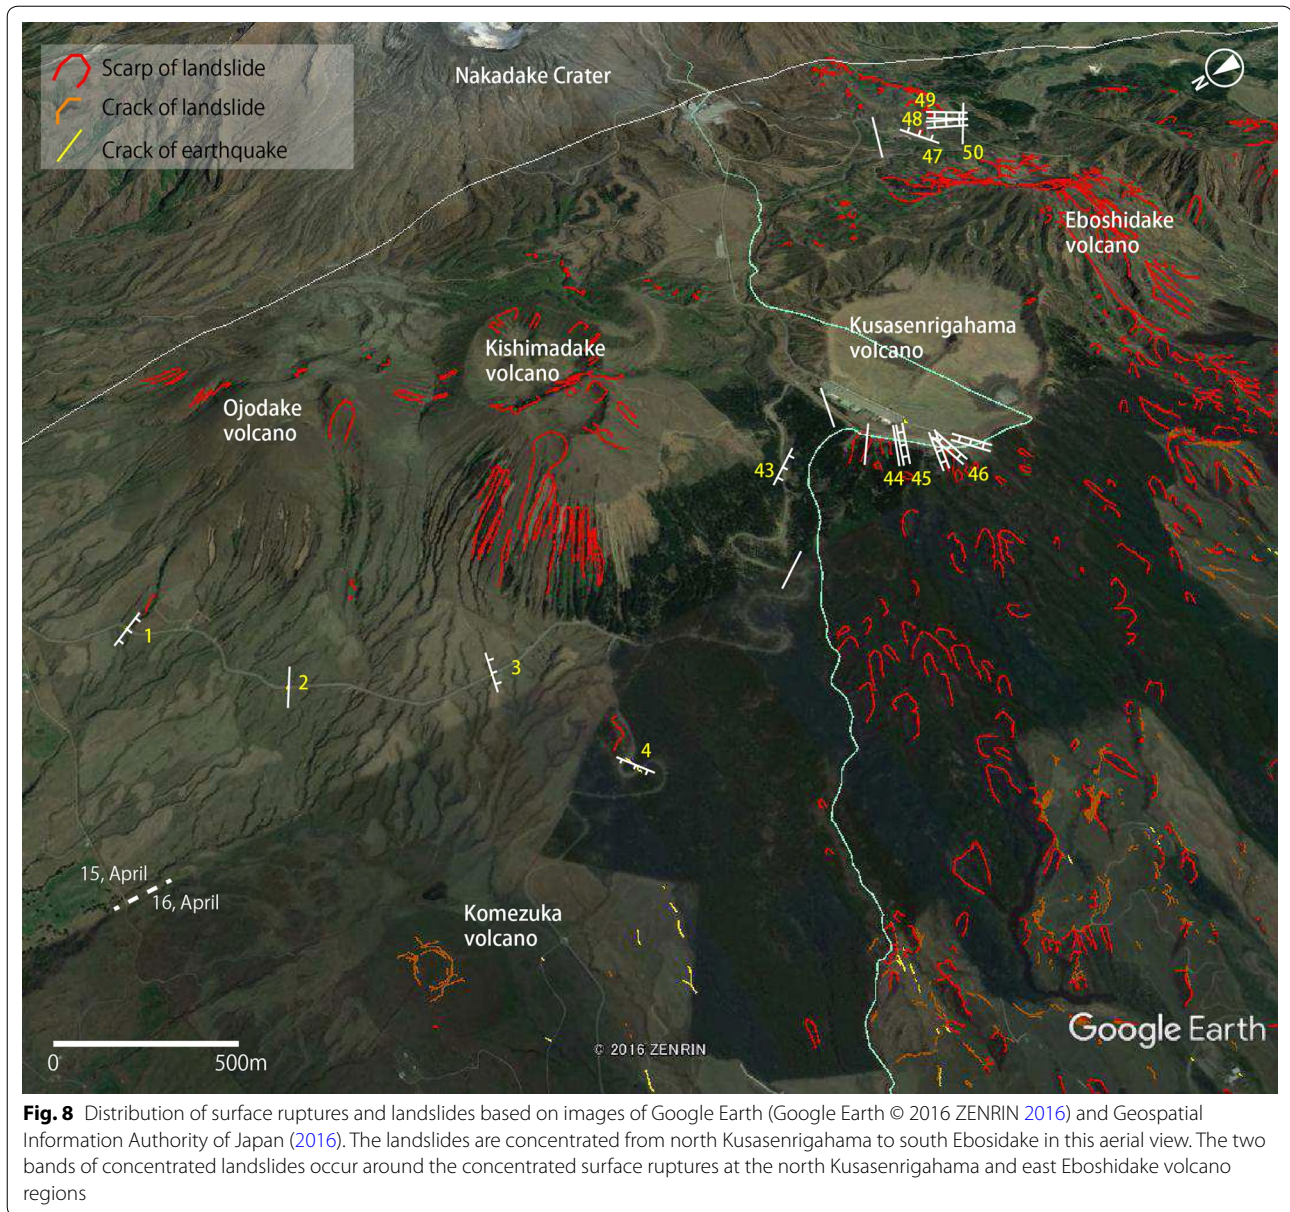 Scarp of landslide
Crack of landslide
Crack of earthquake
Nakadake Crater
N
49
48
47
50
Eboshidake
volcano
Kusasenrigahama
volcano
Kishimadake
volcano
Ojodake
volcano
43
44
45
46
1
2
3
4
15, April
16, April
Komezuka
volcano
0
500m
© 2016 ZENRIN
Google Earth
Fig. 8 Distribution of surface ruptures and landslides based on images of Google Earth (Google Earth © 2016 ZENRIN 2016) and Geospatial
Information Authority of Japan (2016). The landslides are concentrated from north Kusasenrigahama to south Ebosidake in this aerial view. The two
bands of concentrated landslides occur around the concentrated surface ruptures at the north Kusasenrigahama and east Eboshidake volcano
regions